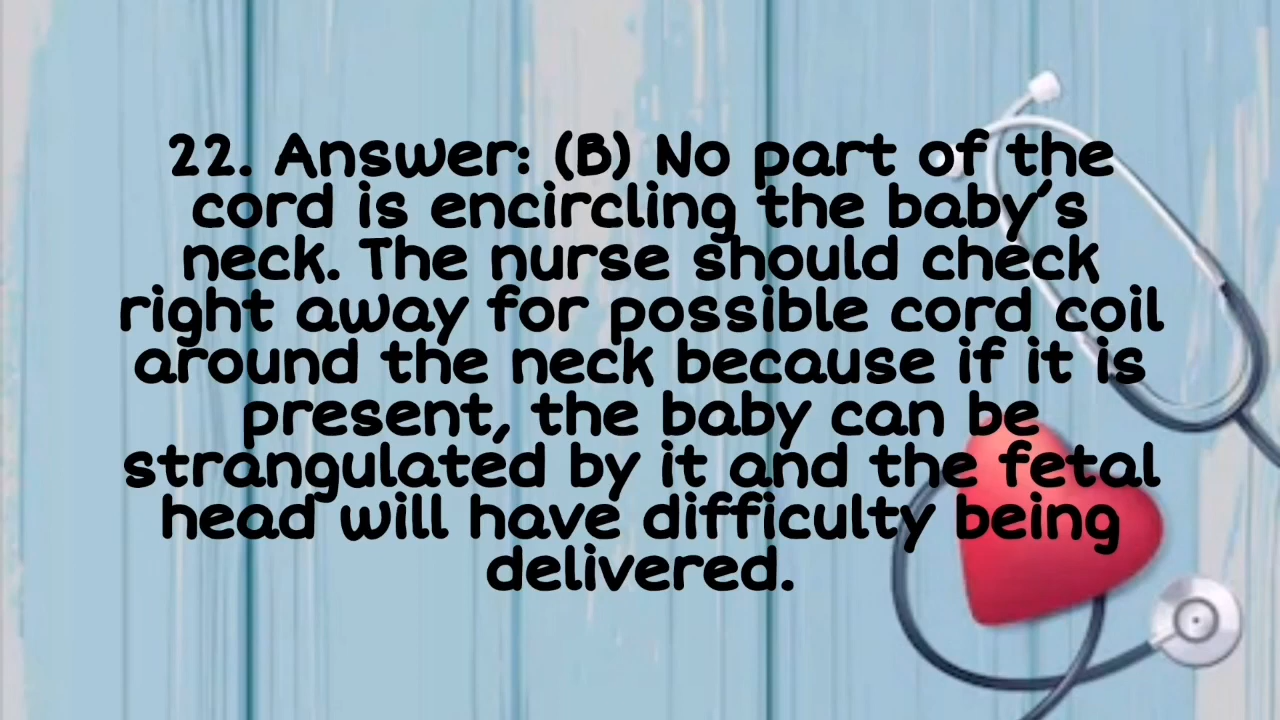 22. Answer: (B) No part of the
cord is encircling the baby's
neck. The nurse should check
right away for possible cord coil
around the neck because if it is
present, the baby can be
strangulated by it and the fetal
head will have difficulty being
delivered.